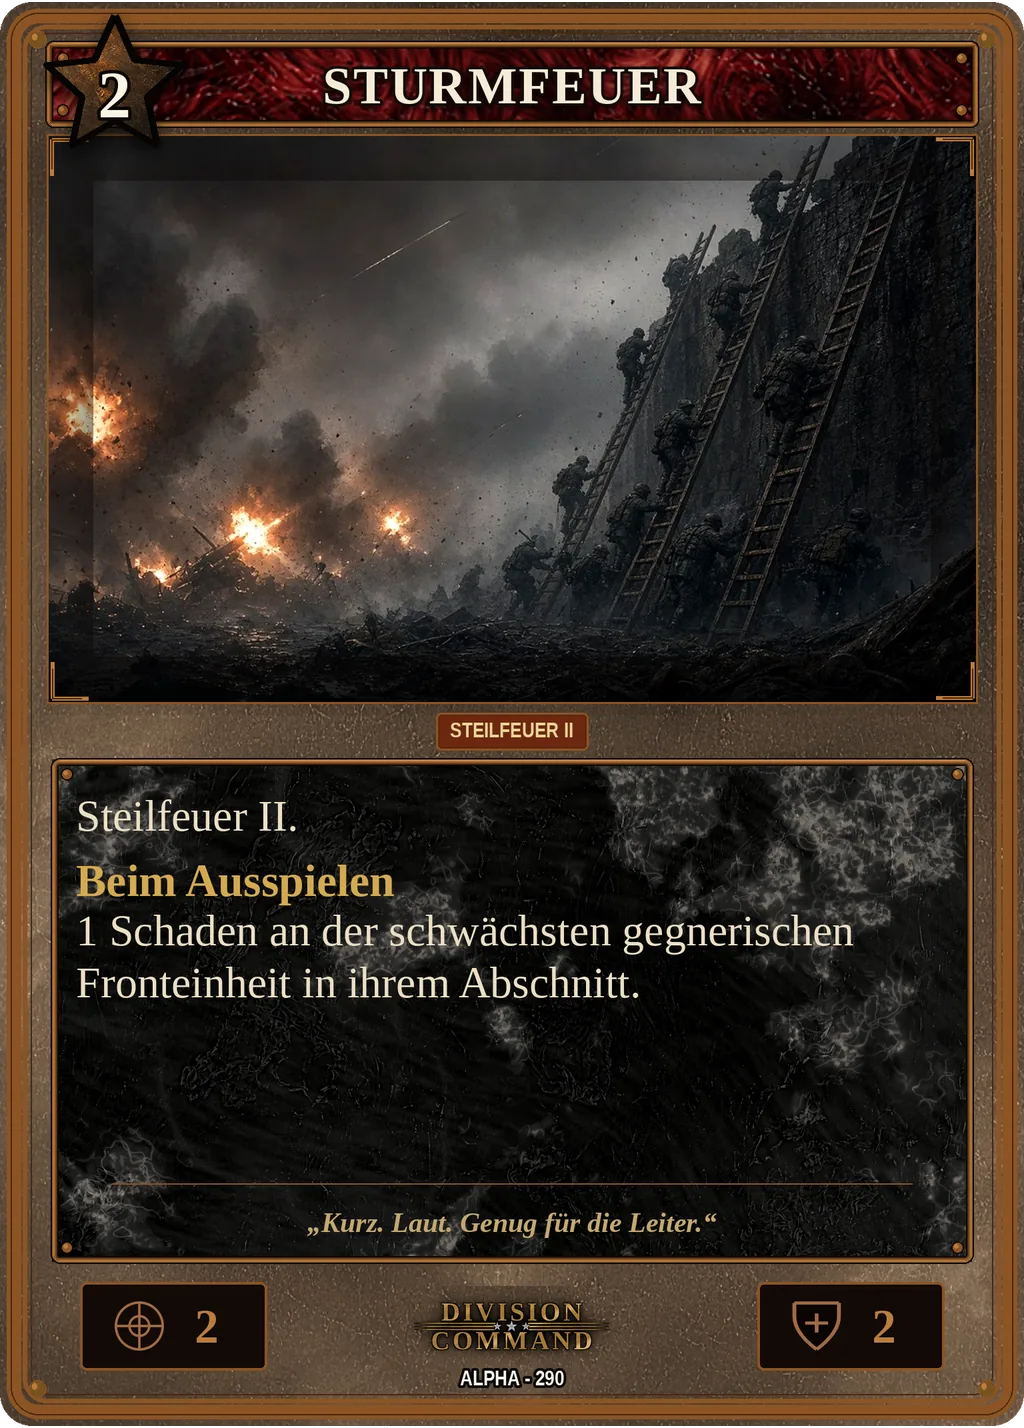 2
STURMFEUER
STEILFEUER II
Steilfeuer II.
Beim Ausspielen
1 Schaden an der schwächsten gegnerischen
Fronteinheit in ihrem Abschnitt.
„Kurz. Laut. Genug für die Leiter.“
2
DIVISION
COMMAND
2
ALPHA - 290